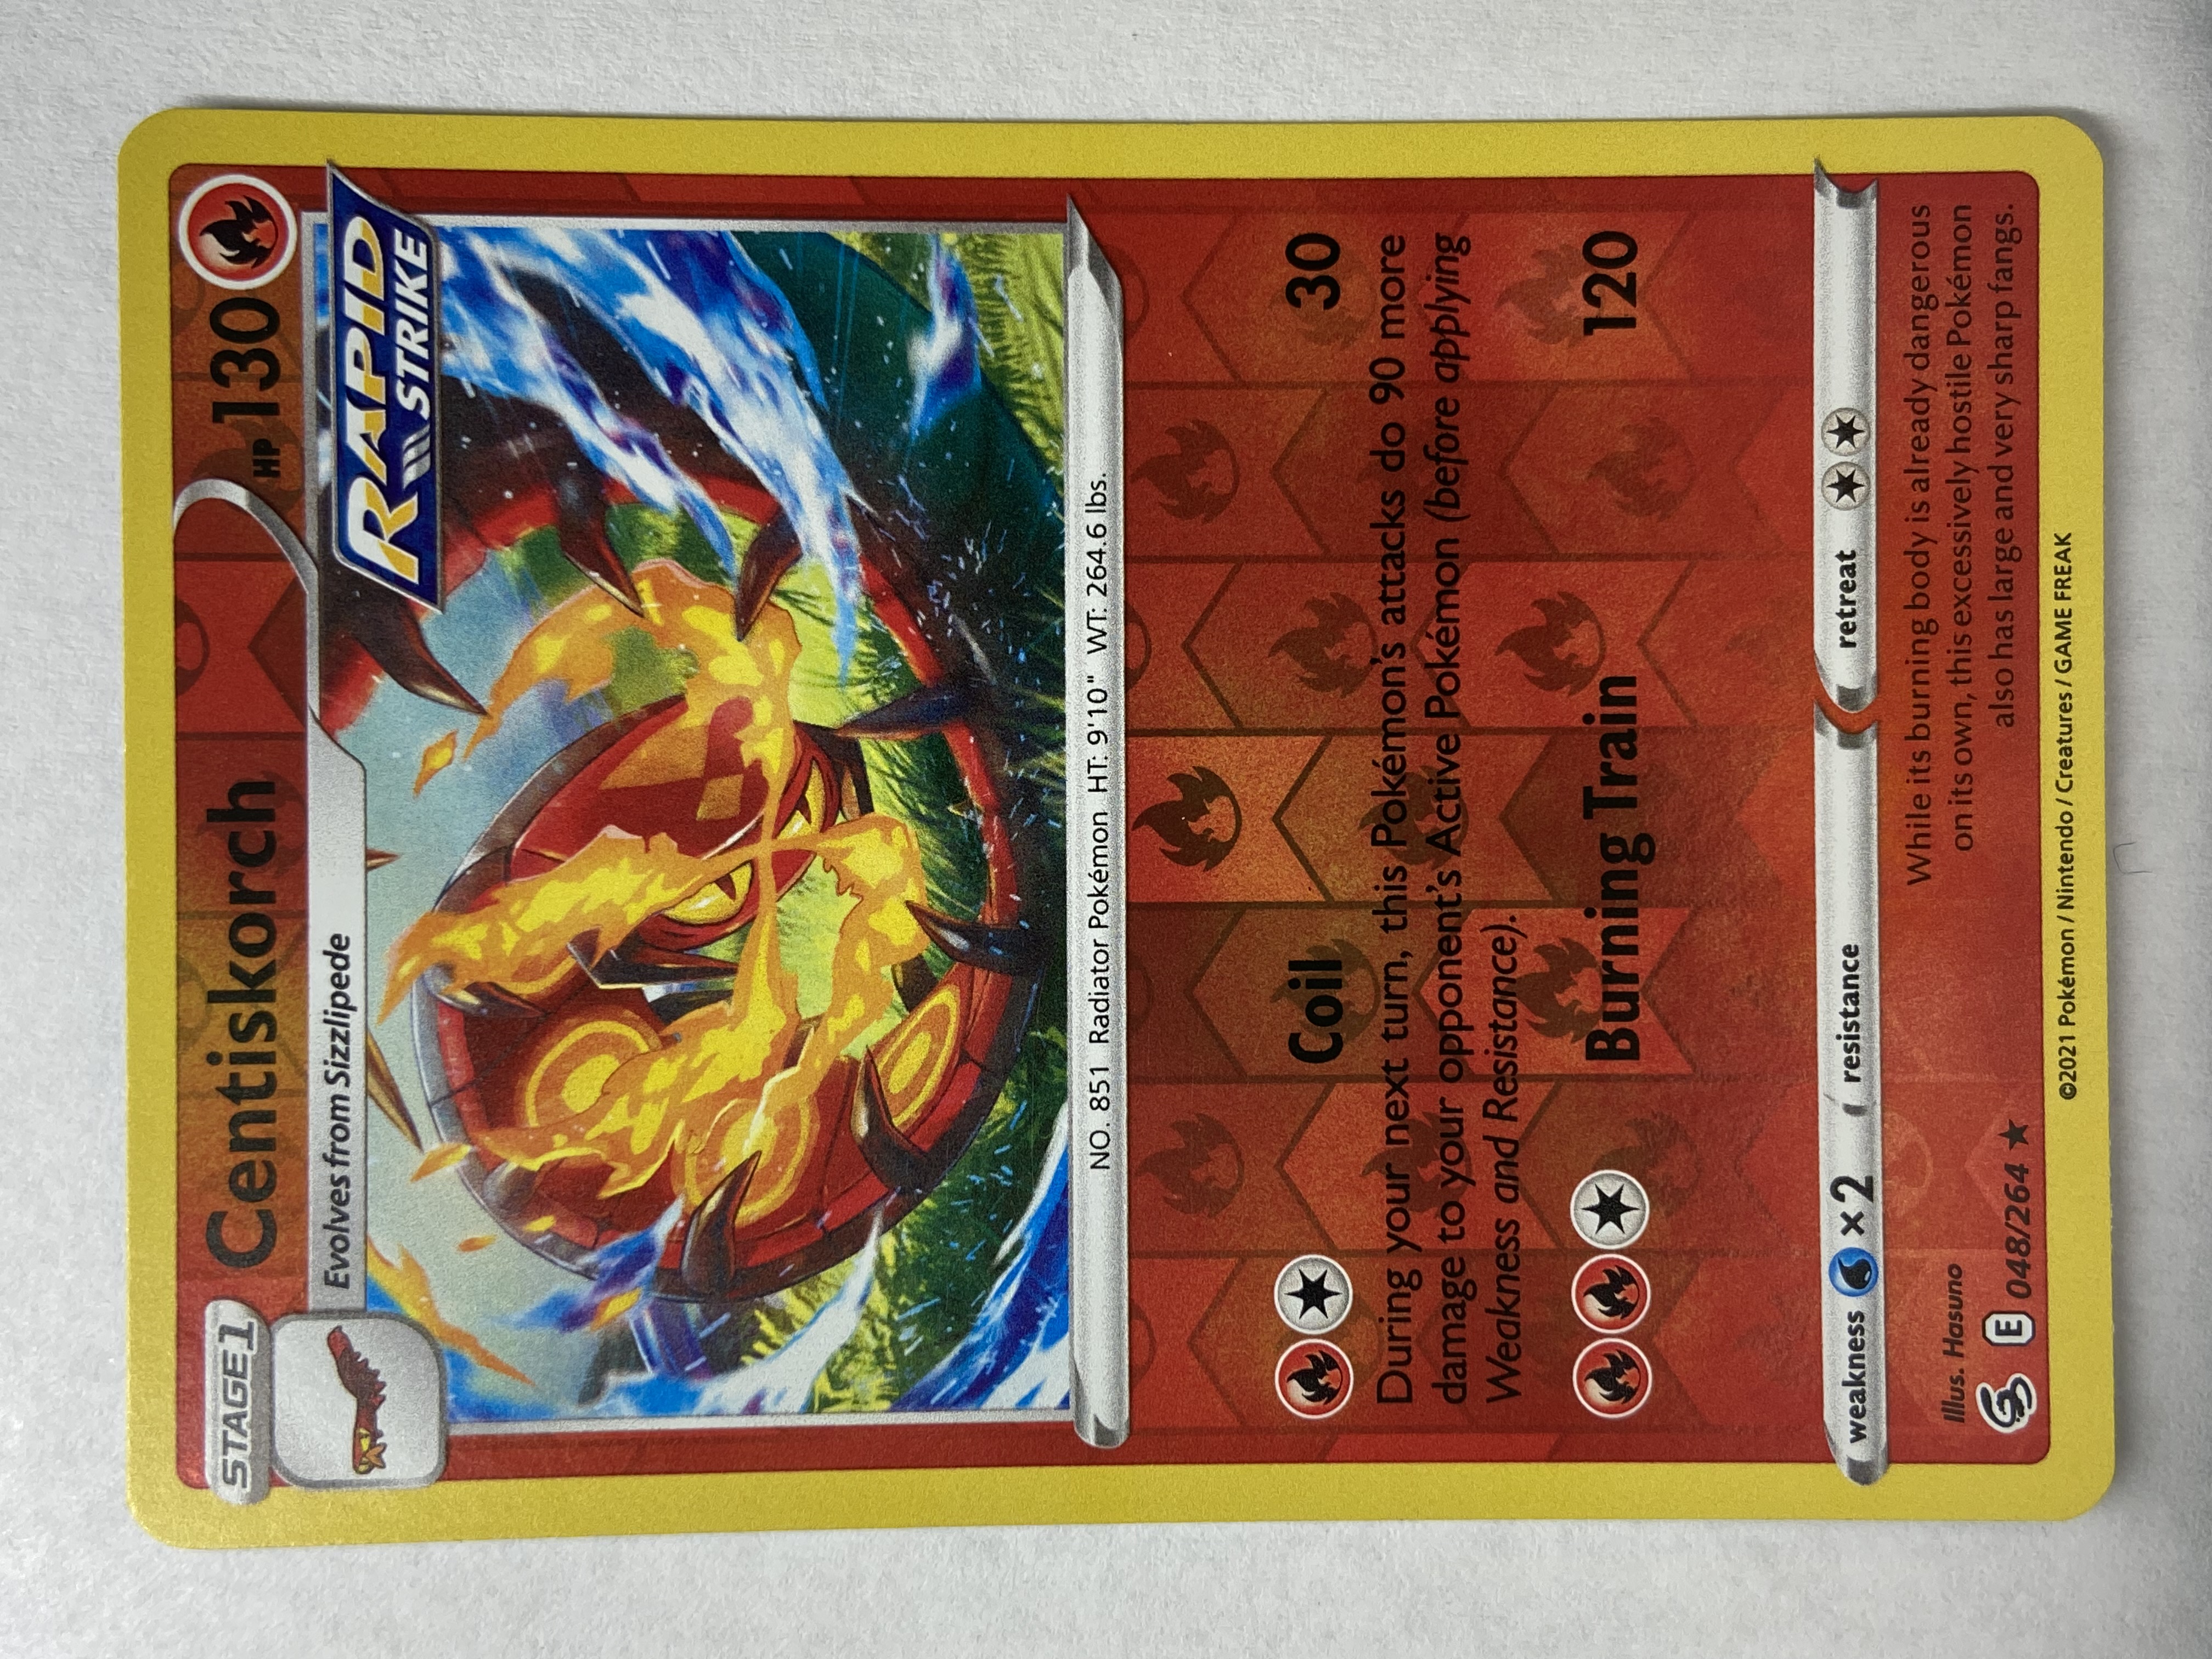 STAGE1
Centiskorch
HP 130
Evolves from Sizzlipede
RAPID
STRIKE
NO. 851 Radiator Pokémon HT: 9'10" WT: 264.6 lbs.
Coil 30
During your next turn, this Pokémon's attacks do 90 more
damage to your opponent's Active Pokémon (before applying
Weakness and Resistance).
Burning Train 120
weakness ×2 resistance retreat
While its burning body is already dangerous
on its own, this excessively hostile Pokémon
also has large and very sharp fangs.
Illus. Hasuno
E 048/264 ★
©2021 Pokémon / Nintendo / Creatures / GAME FREAK